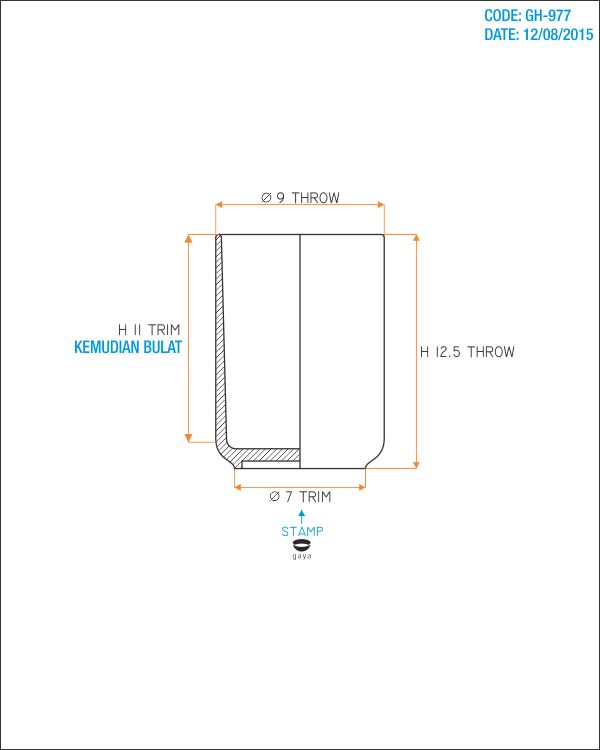 CODE: GH-977
DATE: 12/08/2015
Ø 9 THROW
H 11 TRIM
KEMUDIAN BULAT
H 12.5 THROW
Ø 7 TRIM
STAMP
gaya